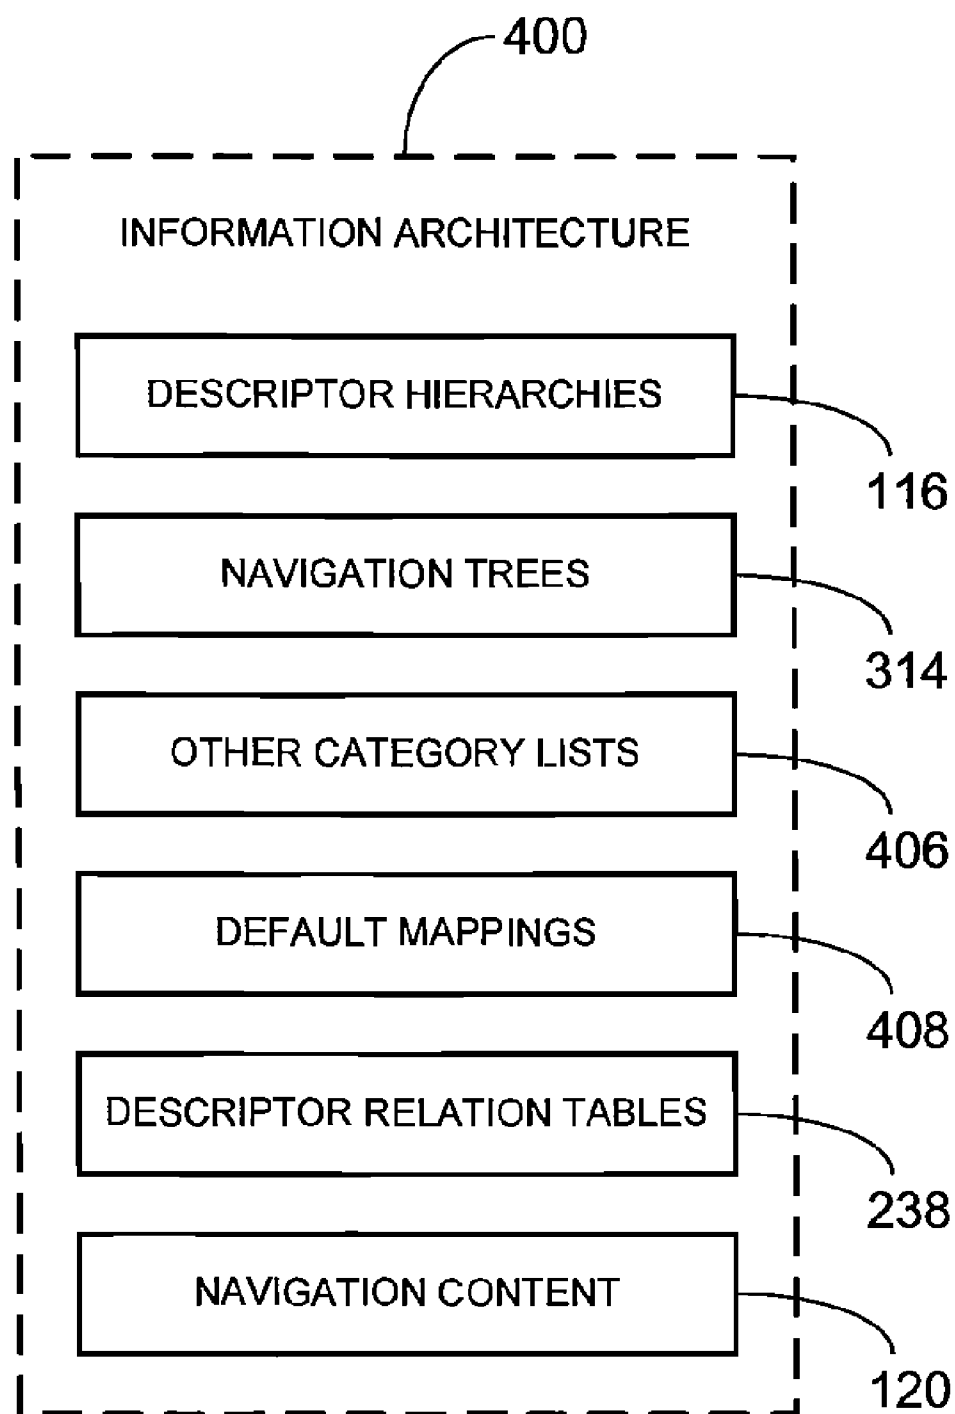 400
INFORMATION ARCHITECTURE
DESCRIPTOR HIERARCHIES
116
NAVIGATION TREES
314
OTHER CATEGORY LISTS
406
DEFAULT MAPPINGS
408
DESCRIPTOR RELATION TABLES
238
NAVIGATION CONTENT
120